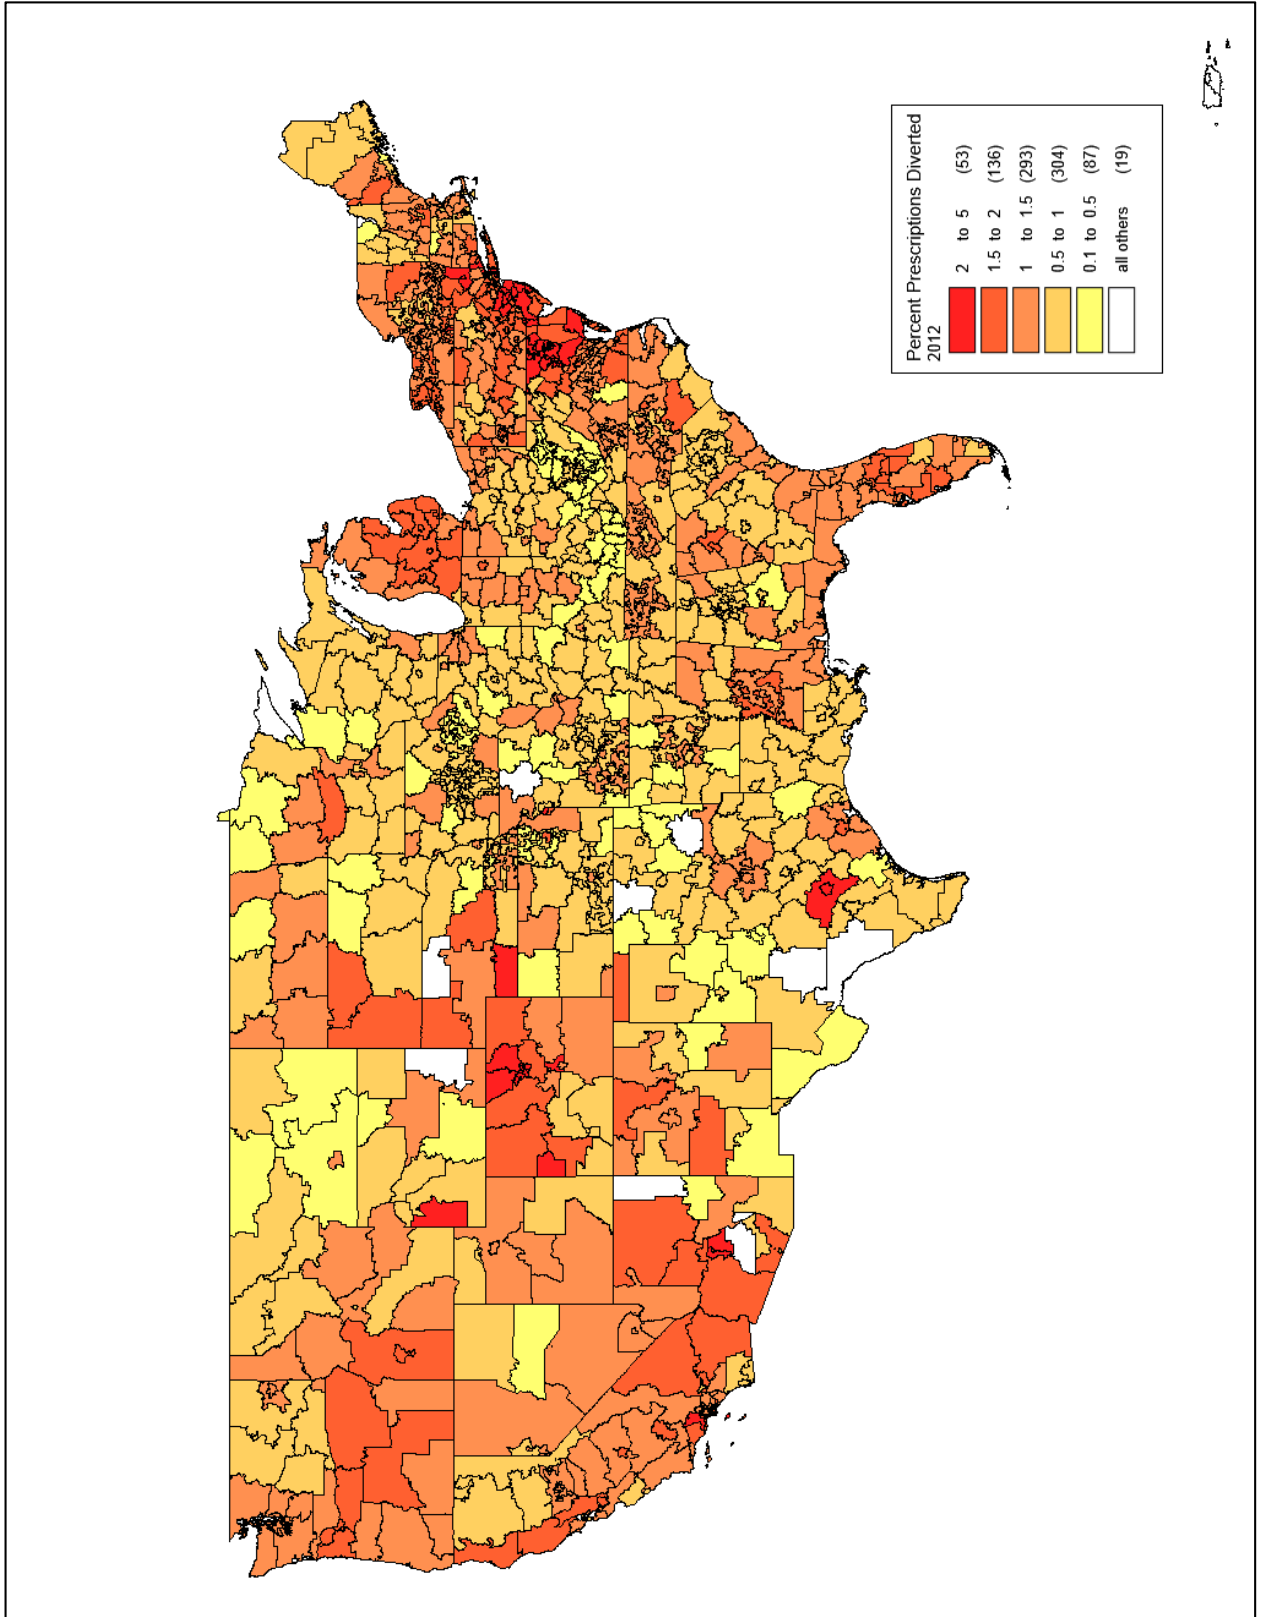 Percent Prescriptions Diverted
2012
2 to 5 (53)
1.5 to 2 (136)
1 to 1.5 (293)
0.5 to 1 (304)
0.1 to 0.5 (87)
all others (19)